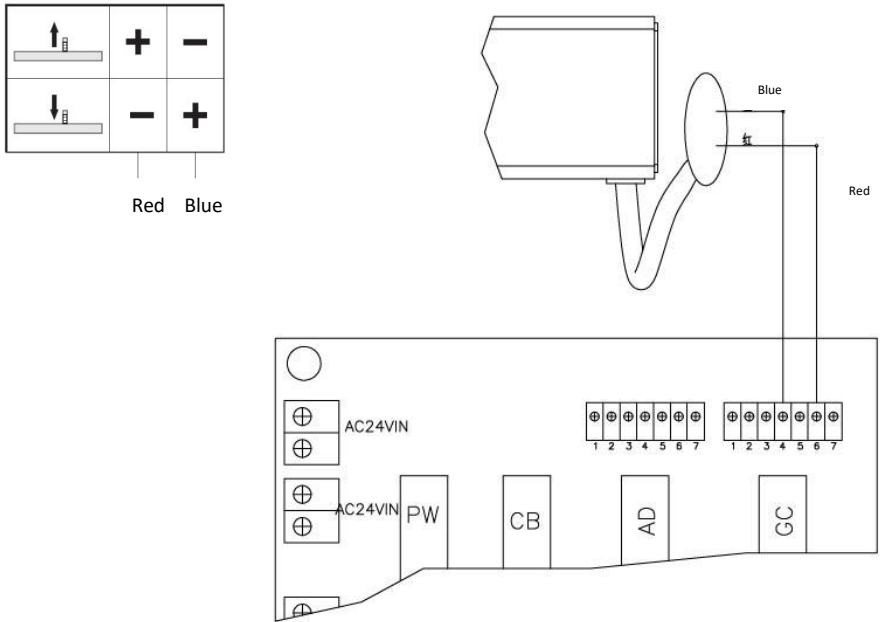 + −
− +
Red Blue
Blue
红
Red
AC24VIN
1 2 3 4 5 6 7
1 2 3 4 5 6 7
AC24VIN
PW
CB
AD
GC